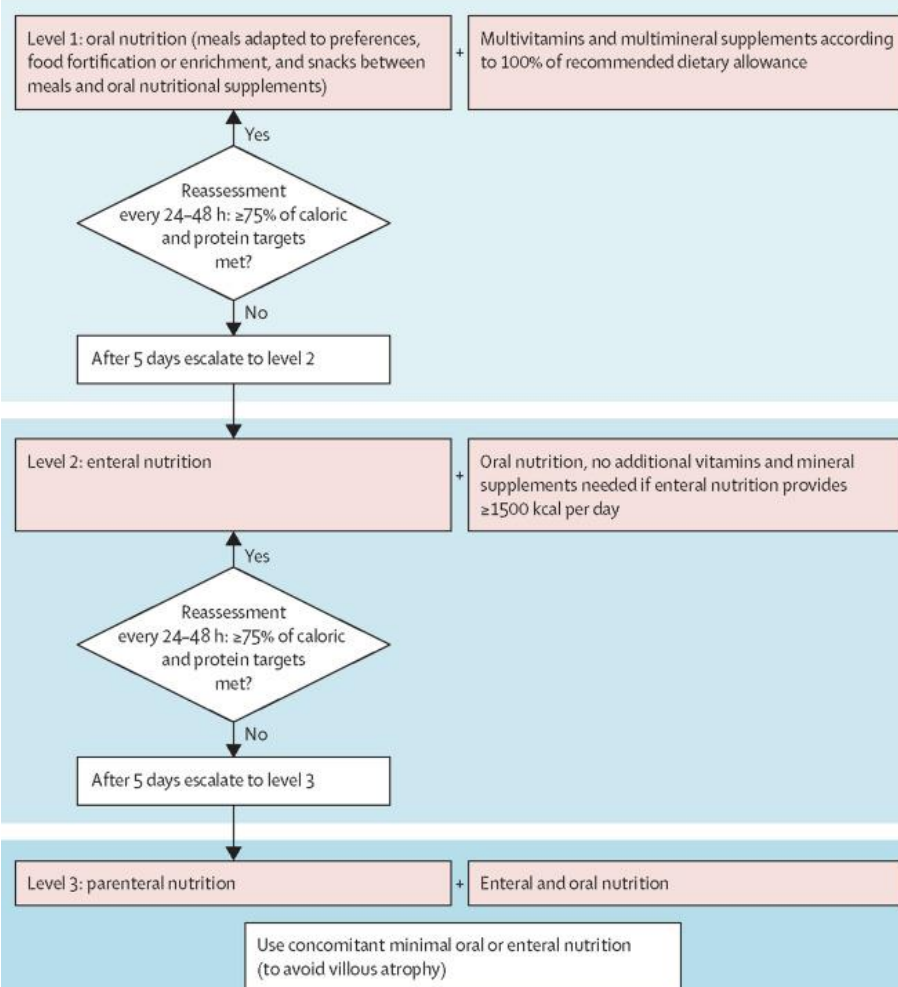 Level 1: oral nutrition (meals adapted to preferences,
food fortification or enrichment, and snacks between
meals and oral nutritional supplements)
+
Multivitamins and multimineral supplements according
to 100% of recommended dietary allowance
Yes
Reassessment
every 24–48 h: ≥75% of caloric
and protein targets
met?
No
After 5 days escalate to level 2
Level 2: enteral nutrition
+
Oral nutrition, no additional vitamins and mineral
supplements needed if enteral nutrition provides
≥1500 kcal per day
Yes
Reassessment
every 24–48 h: ≥75% of caloric
and protein targets
met?
No
After 5 days escalate to level 3
Level 3: parenteral nutrition
+
Enteral and oral nutrition
Use concomitant minimal oral or enteral nutrition
(to avoid villous atrophy)